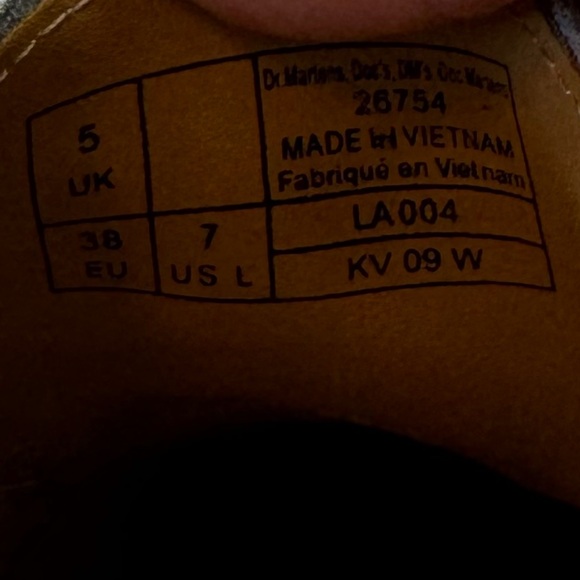 5
UK
38
EU
7
US L
Dr.Martens, Doc's, DM's, Doc Martens,
26754
MADE IN VIETNAM
Fabriqué en Vietnam
LA004
KV 09 W